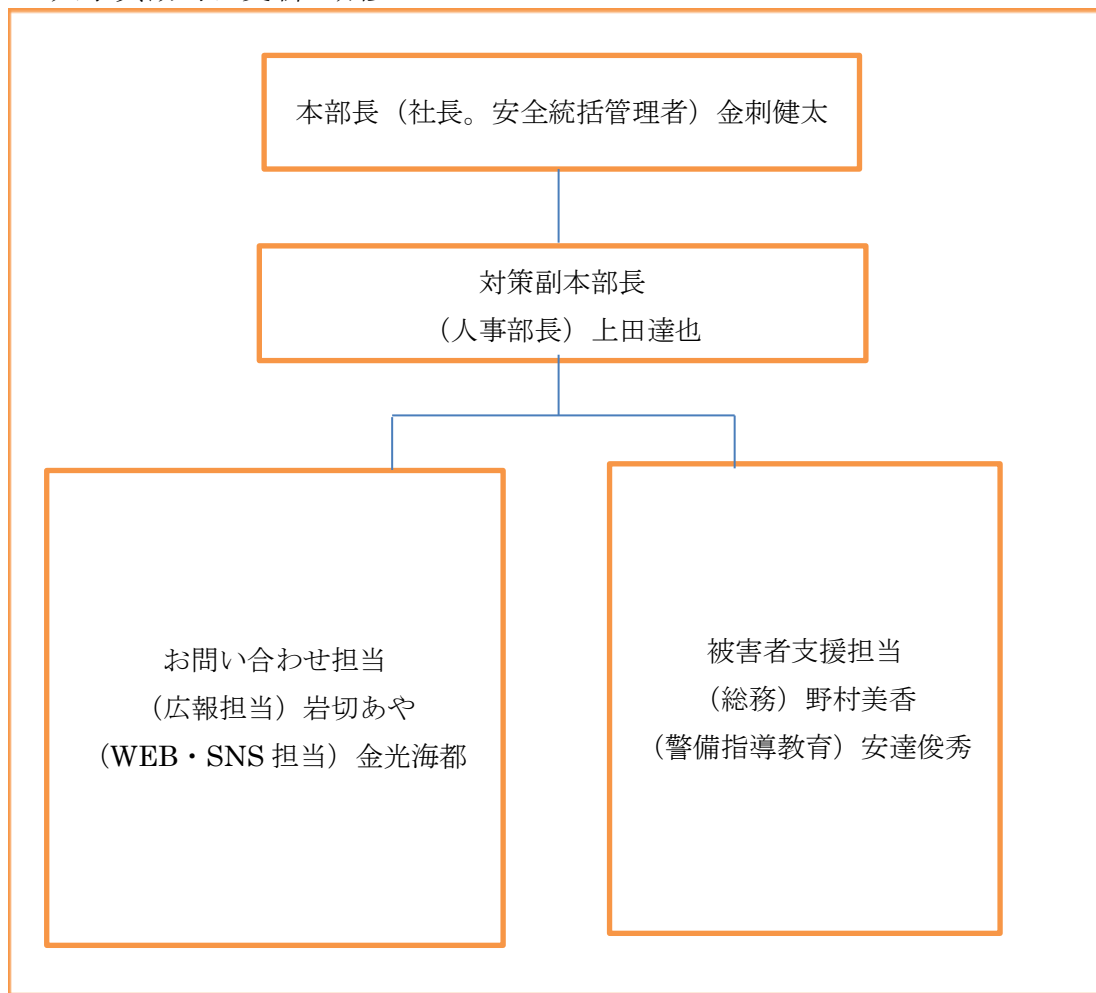 本部長（社長。安全統括管理者）金刺健太
対策副本部長
（人事部長）上田達也
お問い合わせ担当
（広報担当）岩切あや
（WEB・SNS 担当）金光海都
被害者支援担当
（総務）野村美香
（警備指導教育）安達俊秀